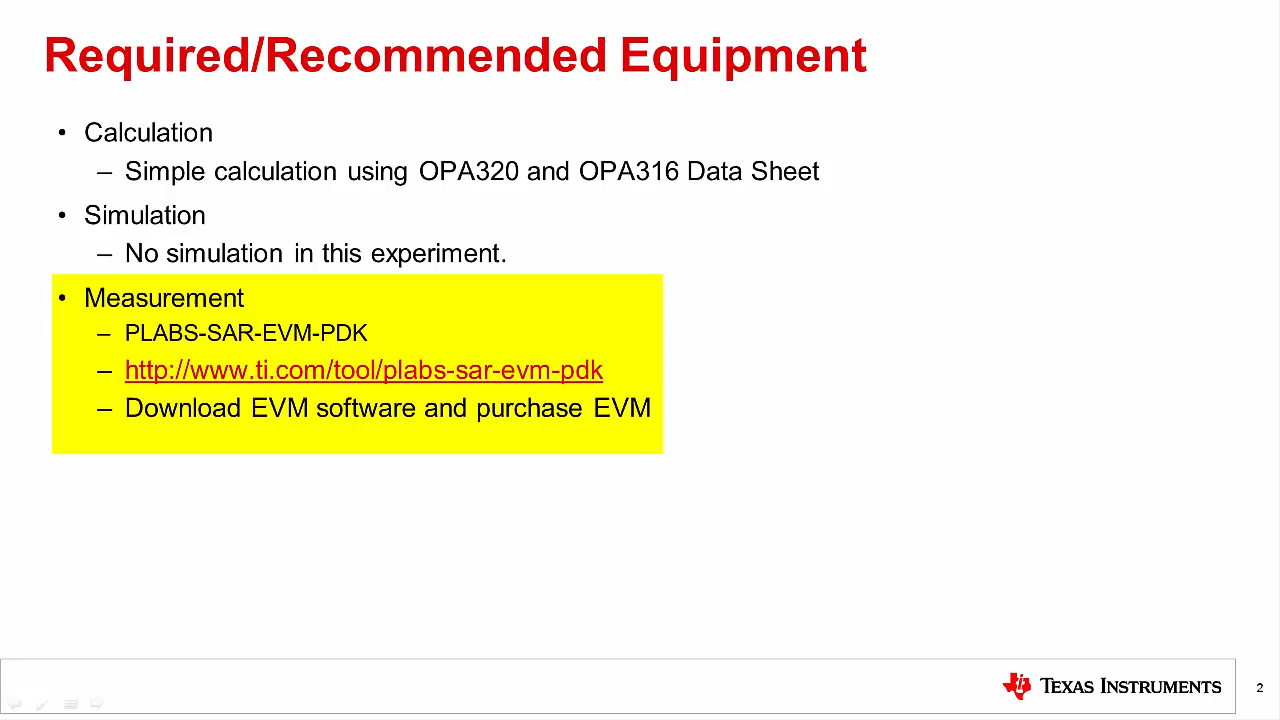 Required/Recommended Equipment
• Calculation
– Simple calculation using OPA320 and OPA316 Data Sheet
• Simulation
– No simulation in this experiment.
• Measurement
– PLABS-SAR-EVM-PDK
– http://www.ti.com/tool/plabs-sar-evm-pdk
– Download EVM software and purchase EVM
TEXAS INSTRUMENTS
2